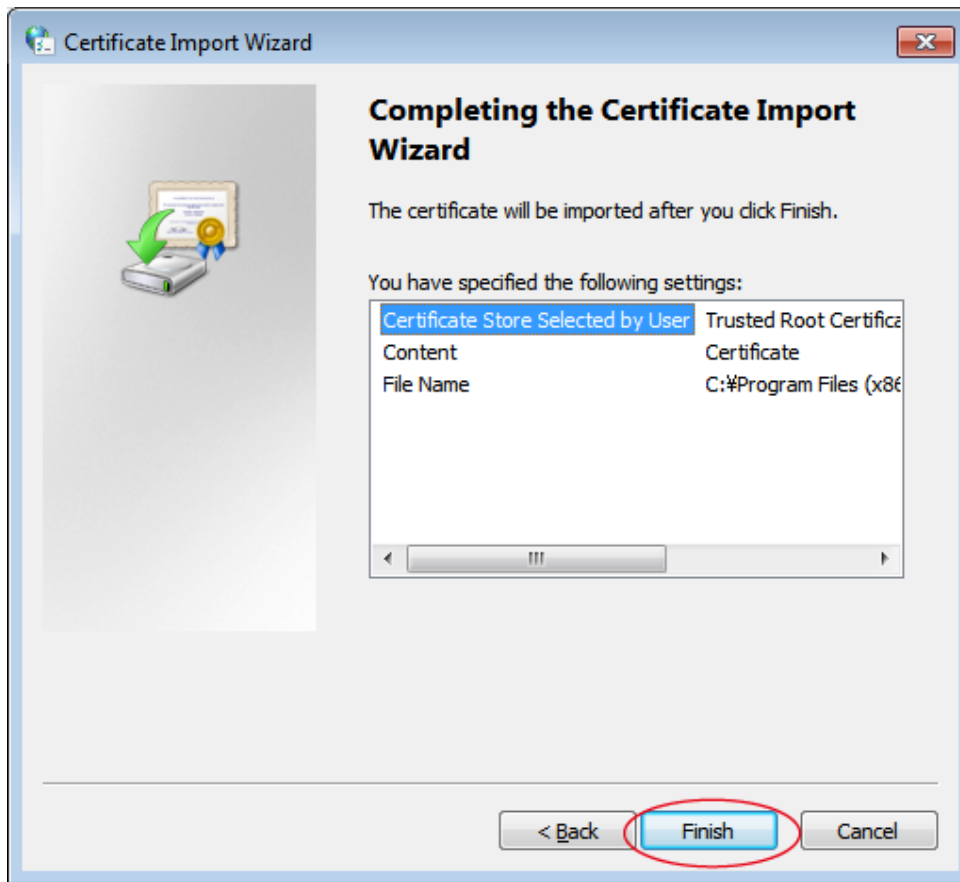 Certificate Import Wizard
Completing the Certificate Import
Wizard
The certificate will be imported after you click Finish.
You have specified the following settings:
Certificate Store Selected by User Trusted Root Certifica
Content Certificate
File Name C:¥Program Files (x86
< Back Finish Cancel